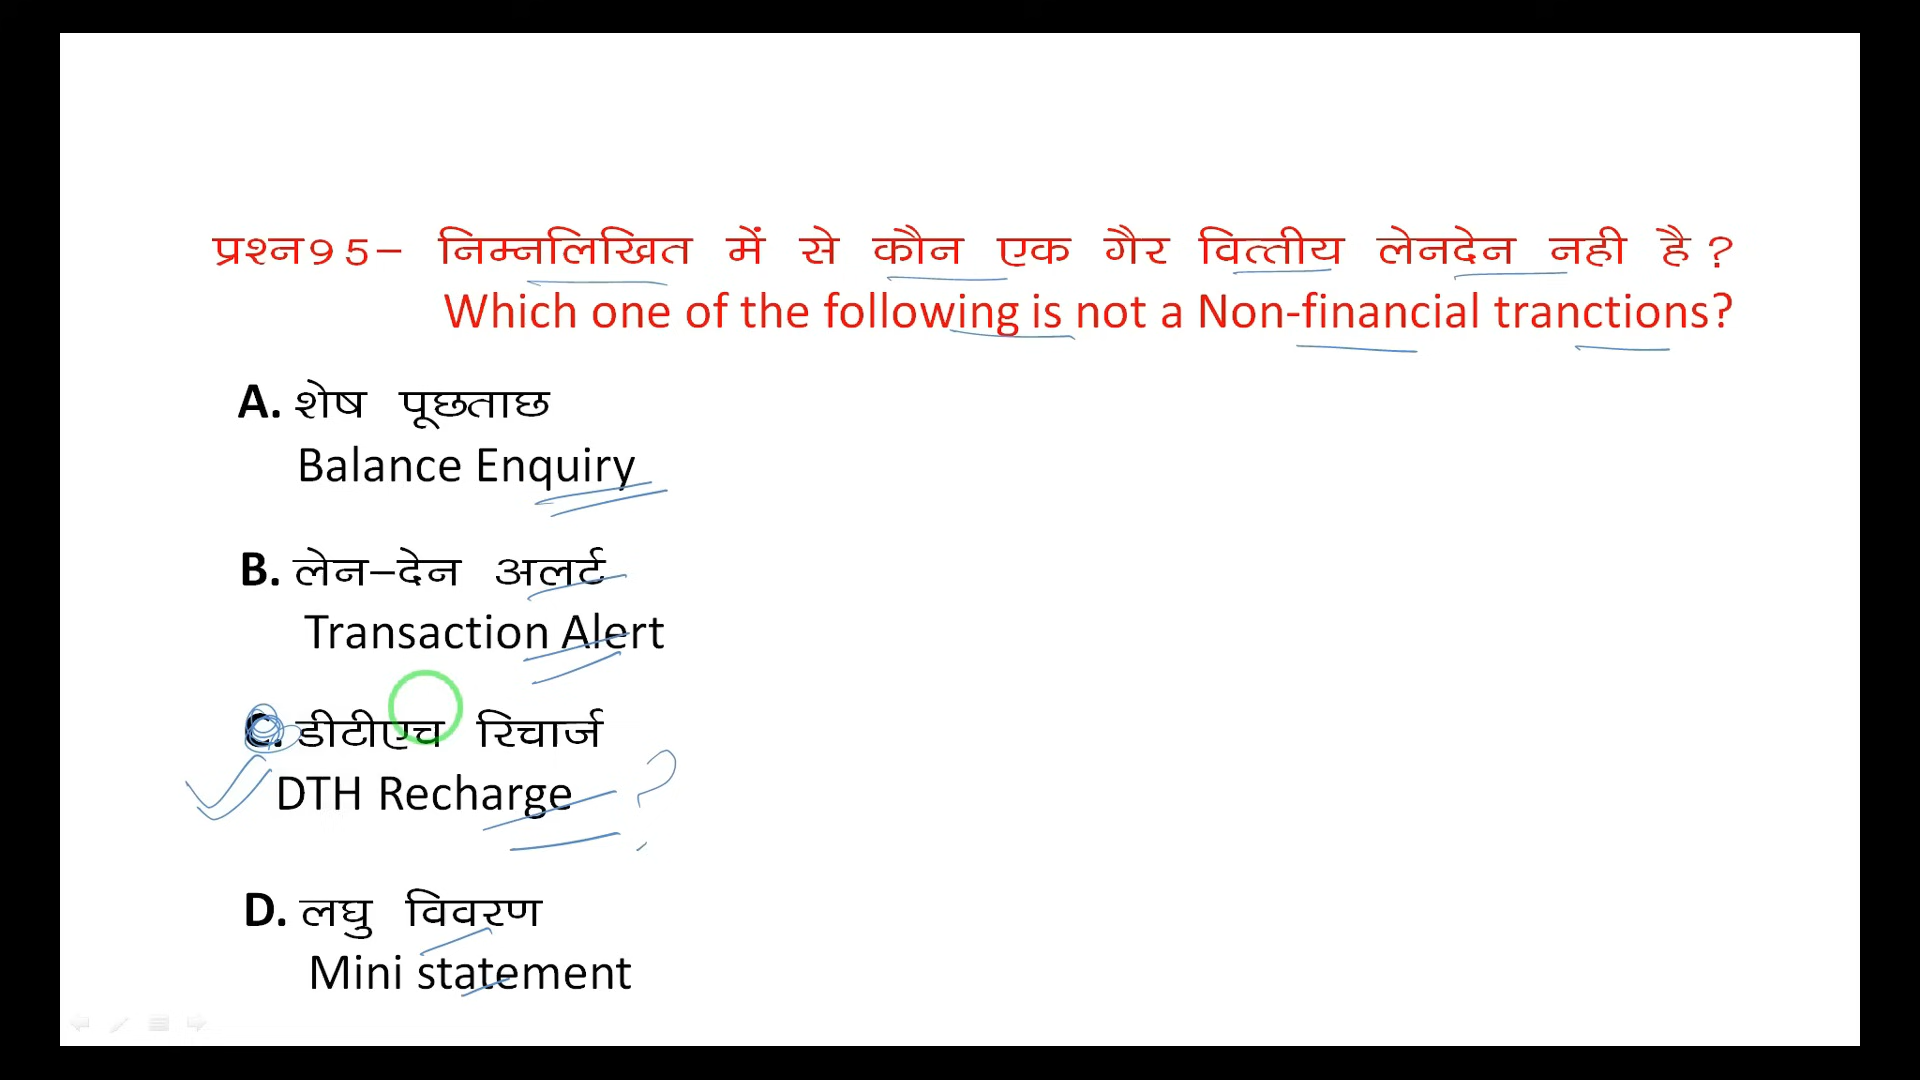 प्रश्न95– निम्नलिखित में से कौन एक गैर वित्तीय लेनदेन नही है?
Which one of the following is not a Non-financial tranctions?
A. शेष पूछताछ
Balance Enquiry
B. लेन–देन अलर्ट
Transaction Alert
C. डीटीएच रिचार्ज
DTH Recharge ?
D. लघु विवरण
Mini statement